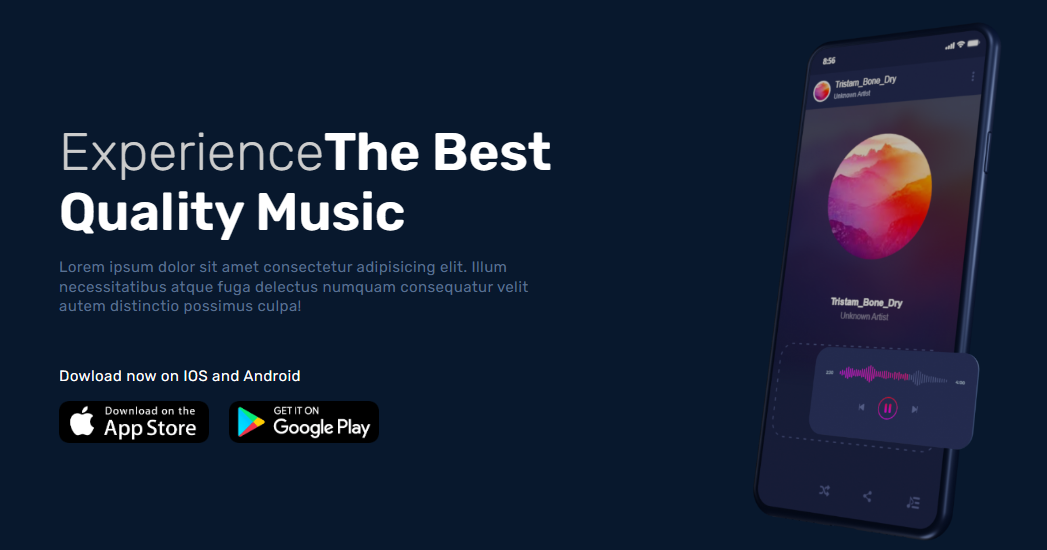 ExperienceThe Best
Quality Music
Lorem ipsum dolor sit amet consectetur adipisicing elit. Illum
necessitatibus atque fuga delectus numquam consequatur velit
autem distinctio possimus culpa!
Dowload now on IOS and Android
Download on the
App Store
GET IT ON
Google Play
8:56
Tristam_Bone_Dry
Unknown Artist
Tristam_Bone_Dry
Unknown Artist